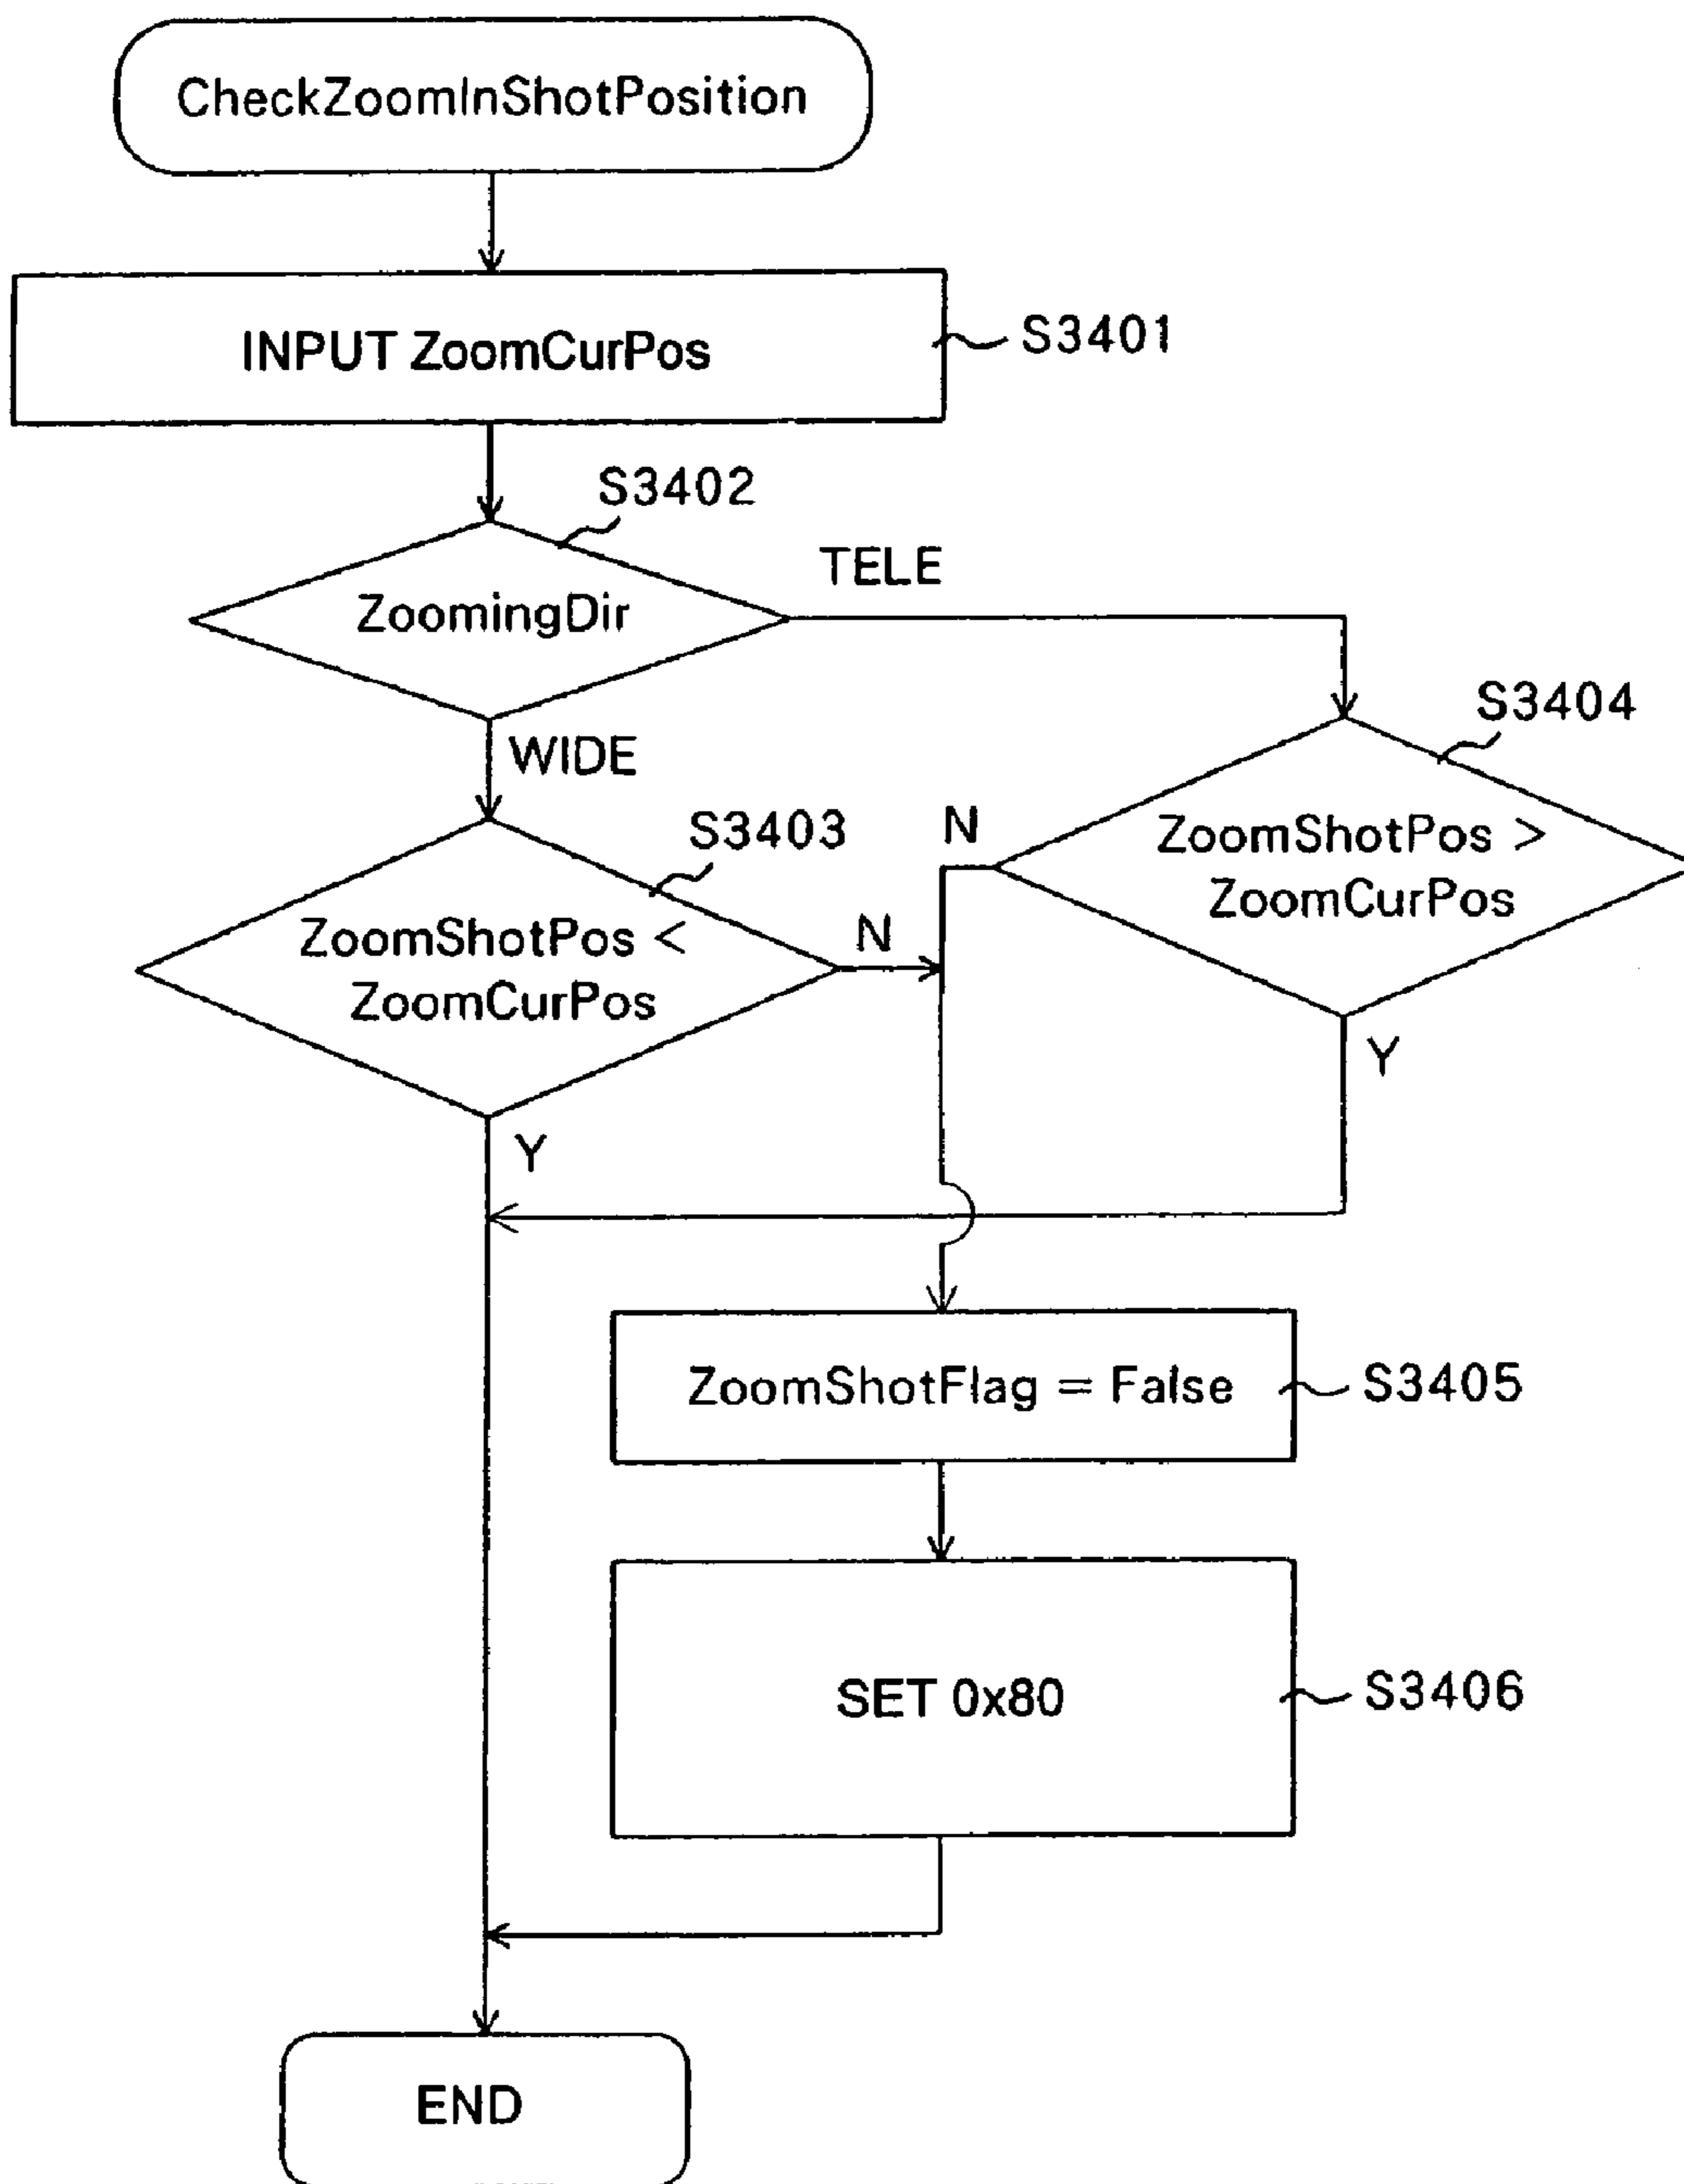 CheckZoomInShotPosition
INPUT ZoomCurPos
S3401
S3402
ZoomingDir
TELE
WIDE
S3404
ZoomShotPos >
ZoomCurPos
N
Y
S3403
ZoomShotPos <
ZoomCurPos
N
Y
ZoomShotFlag = False
S3405
SET 0x80
S3406
END